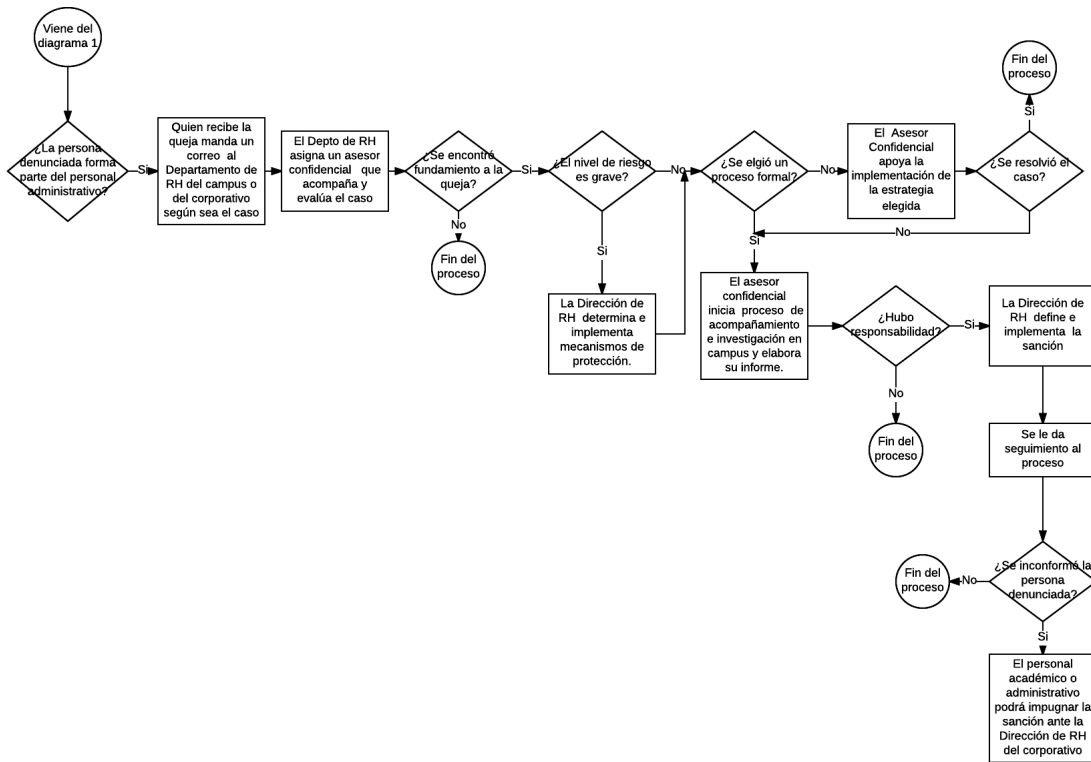 Viene del
diagrama 1
¿La persona
denunciada forma
parte del personal
administrativo?
Si
Quien recibe la
queja manda un
correo al
Departamento de
RH del campus o
del corporativo
según sea el caso
El Depto de RH
asigna un asesor
confidencial que
acompaña y
evalúa el caso
¿Se encontró
fundamento a la
queja?
No
Fin del
proceso
Si
¿El nivel de riesgo
es grave?
Si
La Dirección de
RH determina e
implementa
mecanismos de
protección.
No
¿Se elgió un
proceso formal?
No
El Asesor
Confidencial
apoya la
implementación de
la estrategia
elegida
¿Se resolvió el
caso?
Si
Fin del
proceso
No
Si
El asesor
confidencial
inicia proceso de
acompañamiento
e investigación en
campus y elabora
su informe.
¿Hubo
responsabilidad?
No
Fin del
proceso
Si
La Dirección de
RH define e
implementa la
sanción
Se le da
seguimiento al
proceso
¿Se inconformó la
persona
denunciada?
No
Fin del
proceso
Si
El personal
académico o
administrativo
podrá impugnar la
sanción ante la
Dirección de RH
del corporativo